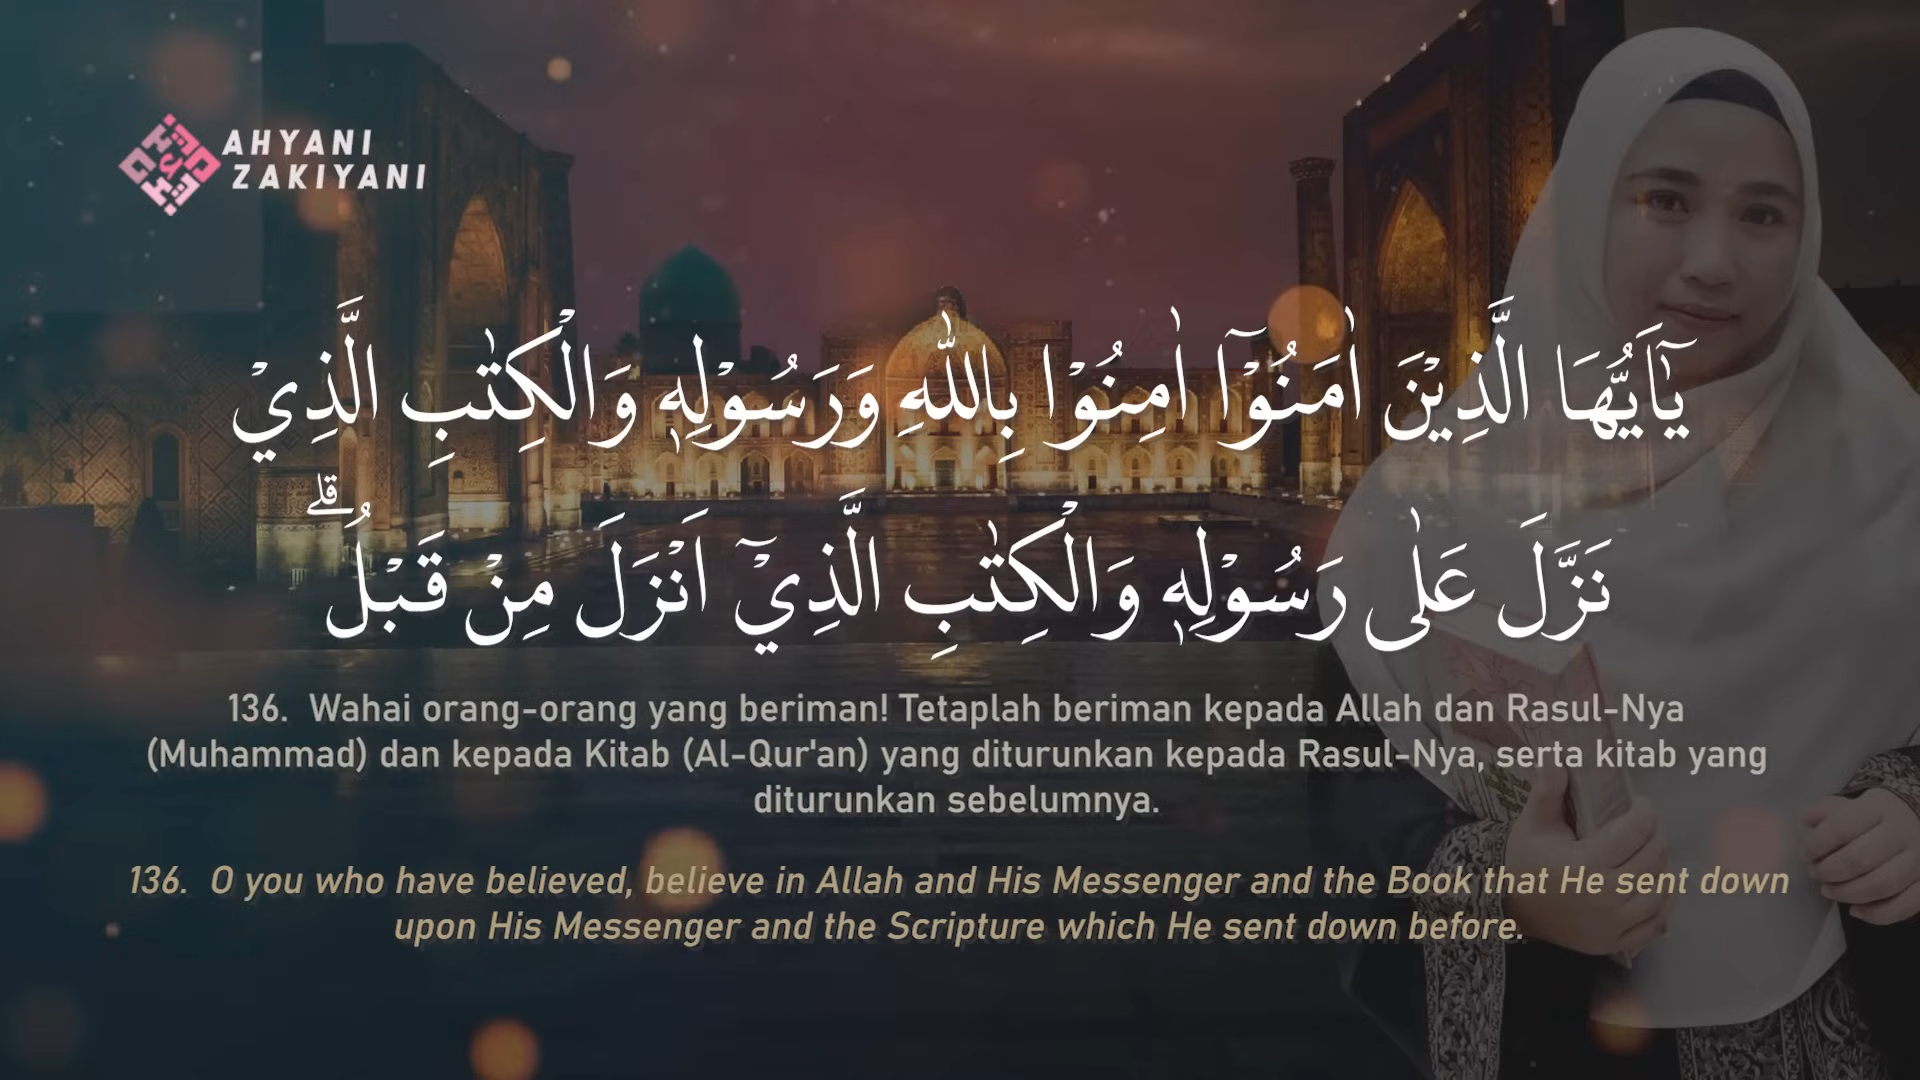 AHYANI
ZAKIYANI
يٰٓاَيُّهَا الَّذِيْنَ اٰمَنُوْٓا اٰمِنُوْا بِاللّٰهِ وَرَسُوْلِهٖ وَالْكِتٰبِ الَّذِيْ
نَزَّلَ عَلٰى رَسُوْلِهٖ وَالْكِتٰبِ الَّذِيْٓ اَنْزَلَ مِنْ قَبْلُ ۗ
136. Wahai orang-orang yang beriman! Tetaplah beriman kepada Allah dan Rasul-Nya
(Muhammad) dan kepada Kitab (Al-Qur'an) yang diturunkan kepada Rasul-Nya, serta kitab yang
diturunkan sebelumnya.
136. O you who have believed, believe in Allah and His Messenger and the Book that He sent down
upon His Messenger and the Scripture which He sent down before.